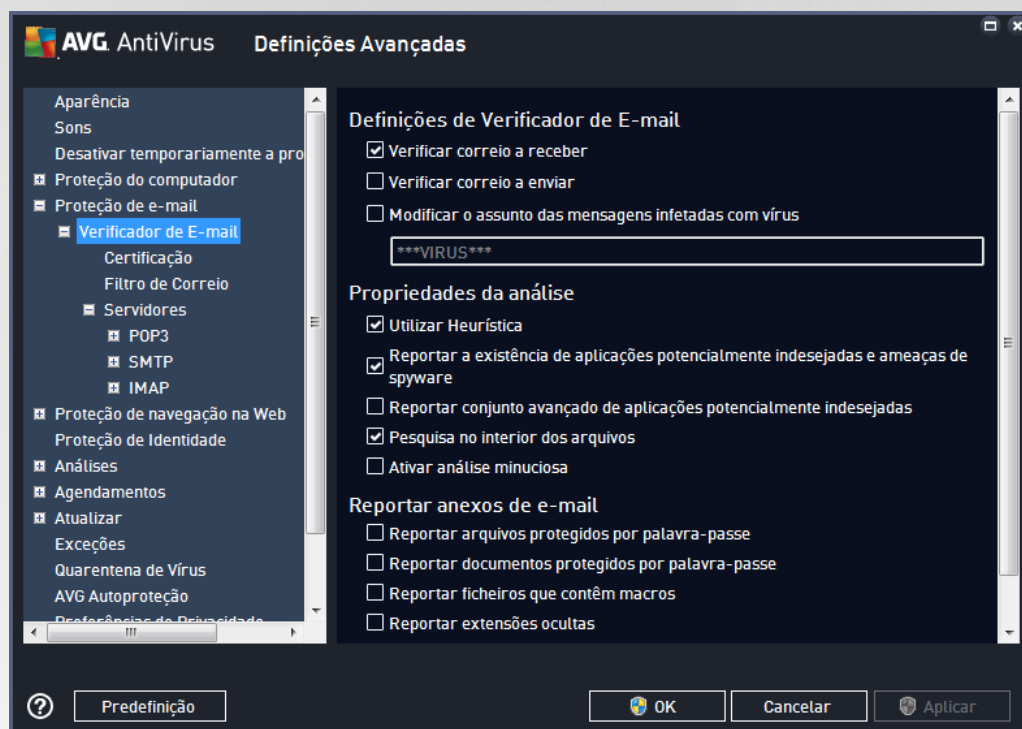 AVG. AntiVirus Definições Avançadas
Aparência
Sons
Desativar temporariamente a pro
Proteção do computador
Proteção de e-mail
Verificador de E-mail
Certificação
Filtro de Correio
Servidores
POP3
SMTP
IMAP
Proteção de navegação na Web
Proteção de Identidade
Análises
Agendamentos
Atualizar
Exceções
Quarentena de Vírus
AVG Autoproteção
Preferências de Privacidade
Definições de Verificador de E-mail
Verificar correio a receber
Verificar correio a enviar
Modificar o assunto das mensagens infetadas com vírus
***VIRUS***
Propriedades da análise
Utilizar Heurística
Reportar a existência de aplicações potencialmente indesejadas e ameaças de
spyware
Reportar conjunto avançado de aplicações potencialmente indesejadas
Pesquisa no interior dos arquivos
Ativar análise minuciosa
Reportar anexos de e-mail
Reportar arquivos protegidos por palavra-passe
Reportar documentos protegidos por palavra-passe
Reportar ficheiros que contêm macros
Reportar extensões ocultas
? Predefinição OK Cancelar Aplicar